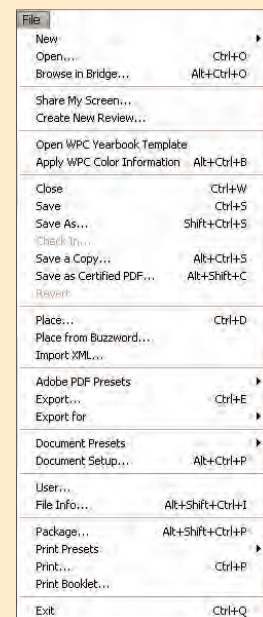 File
New
Open... Ctrl+O
Browse in Bridge... Alt+Ctrl+O
Share My Screen...
Create New Review...
Open WPC Yearbook Template
Apply WPC Color Information Alt+Ctrl+B
Close Ctrl+W
Save Ctrl+S
Save As... Shift+Ctrl+S
Check In...
Save a Copy... Alt+Ctrl+S
Save as Certified PDF... Alt+Shift+C
Revert
Place... Ctrl+D
Place from Buzzword...
Import XML...
Adobe PDF Presets
Export... Ctrl+E
Export for
Document Presets
Document Setup... Alt+Ctrl+P
User...
File Info... Alt+Shift+Ctrl+I
Package... Alt+Shift+Ctrl+P
Print Presets
Print... Ctrl+P
Print Booklet...
Exit Ctrl+Q